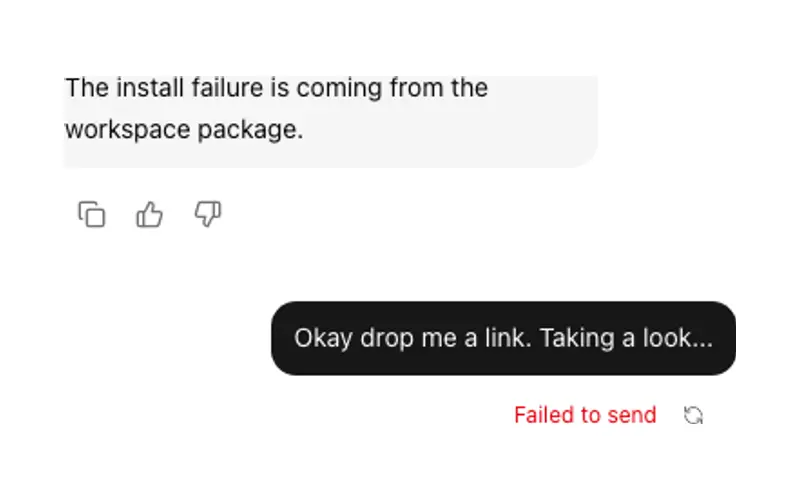 The install failure is coming from the
workspace package.
Okay drop me a link. Taking a look...
Failed to send